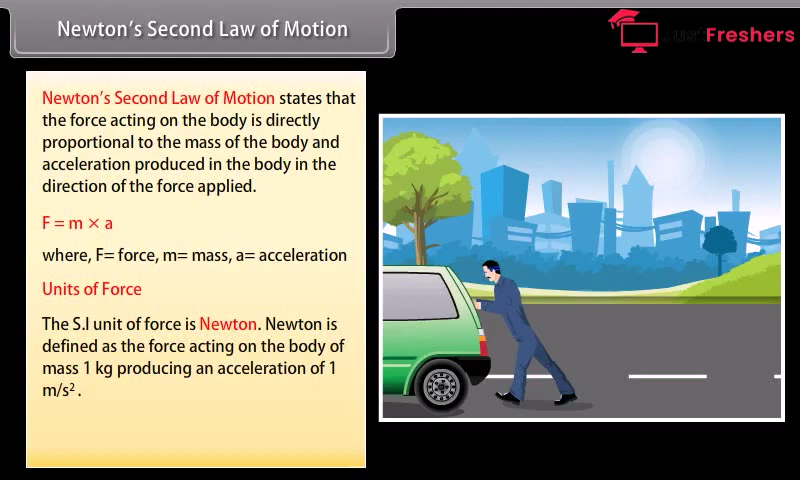 Newton's Second Law of Motion
Just Freshers
Newton's Second Law of Motion states that
the force acting on the body is directly
proportional to the mass of the body and
acceleration produced in the body in the
direction of the force applied.
F = m × a
where, F= force, m= mass, a= acceleration
Units of Force
The S.I unit of force is Newton. Newton is
defined as the force acting on the body of
mass 1 kg producing an acceleration of 1
m/s² .